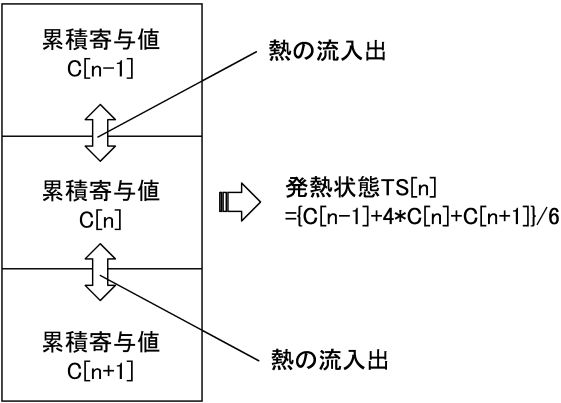 累積寄与値
C[n-1]
熱の流入出
累積寄与値
C[n]
発熱状態TS[n]
={C[n-1]+4*C[n]+C[n+1]}/6
累積寄与値
C[n+1]
熱の流入出